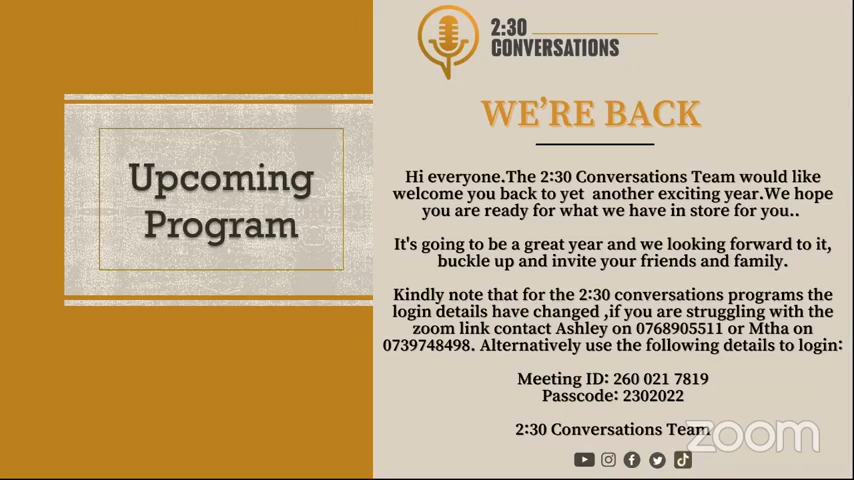 Upcoming
Program
2:30
CONVERSATIONS
WE'RE BACK
Hi everyone.The 2:30 Conversations Team would like
welcome you back to yet another exciting year.We hope
you are ready for what we have in store for you..
It's going to be a great year and we looking forward to it,
buckle up and invite your friends and family.
Kindly note that for the 2:30 conversations programs the
login details have changed ,if you are struggling with the
zoom link contact Ashley on 0768905511 or Mtha on
0739748498. Alternatively use the following details to login:
Meeting ID: 260 021 7819
Passcode: 2302022
2:30 Conversations Team
zoom